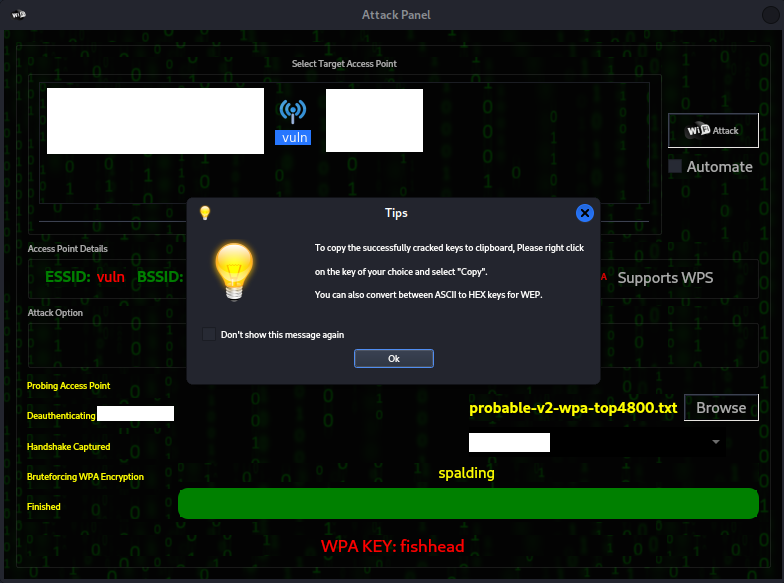 WiFi
Attack Panel
Select Target Access Point
vuln
WiFi Attack
Automate
Tips
To copy the successfully cracked keys to clipboard, Please right click
on the key of your choice and select "Copy".
You can also convert between ASCII to HEX keys for WEP.
Don't show this message again
Ok
Access Point Details
ESSID: vuln BSSID:
A Supports WPS
Attack Option
Probing Access Point
Deauthenticating
probable-v2-wpa-top4800.txt Browse
Handshake Captured
Bruteforcing WPA Encryption
spalding
Finished
WPA KEY: fishhead